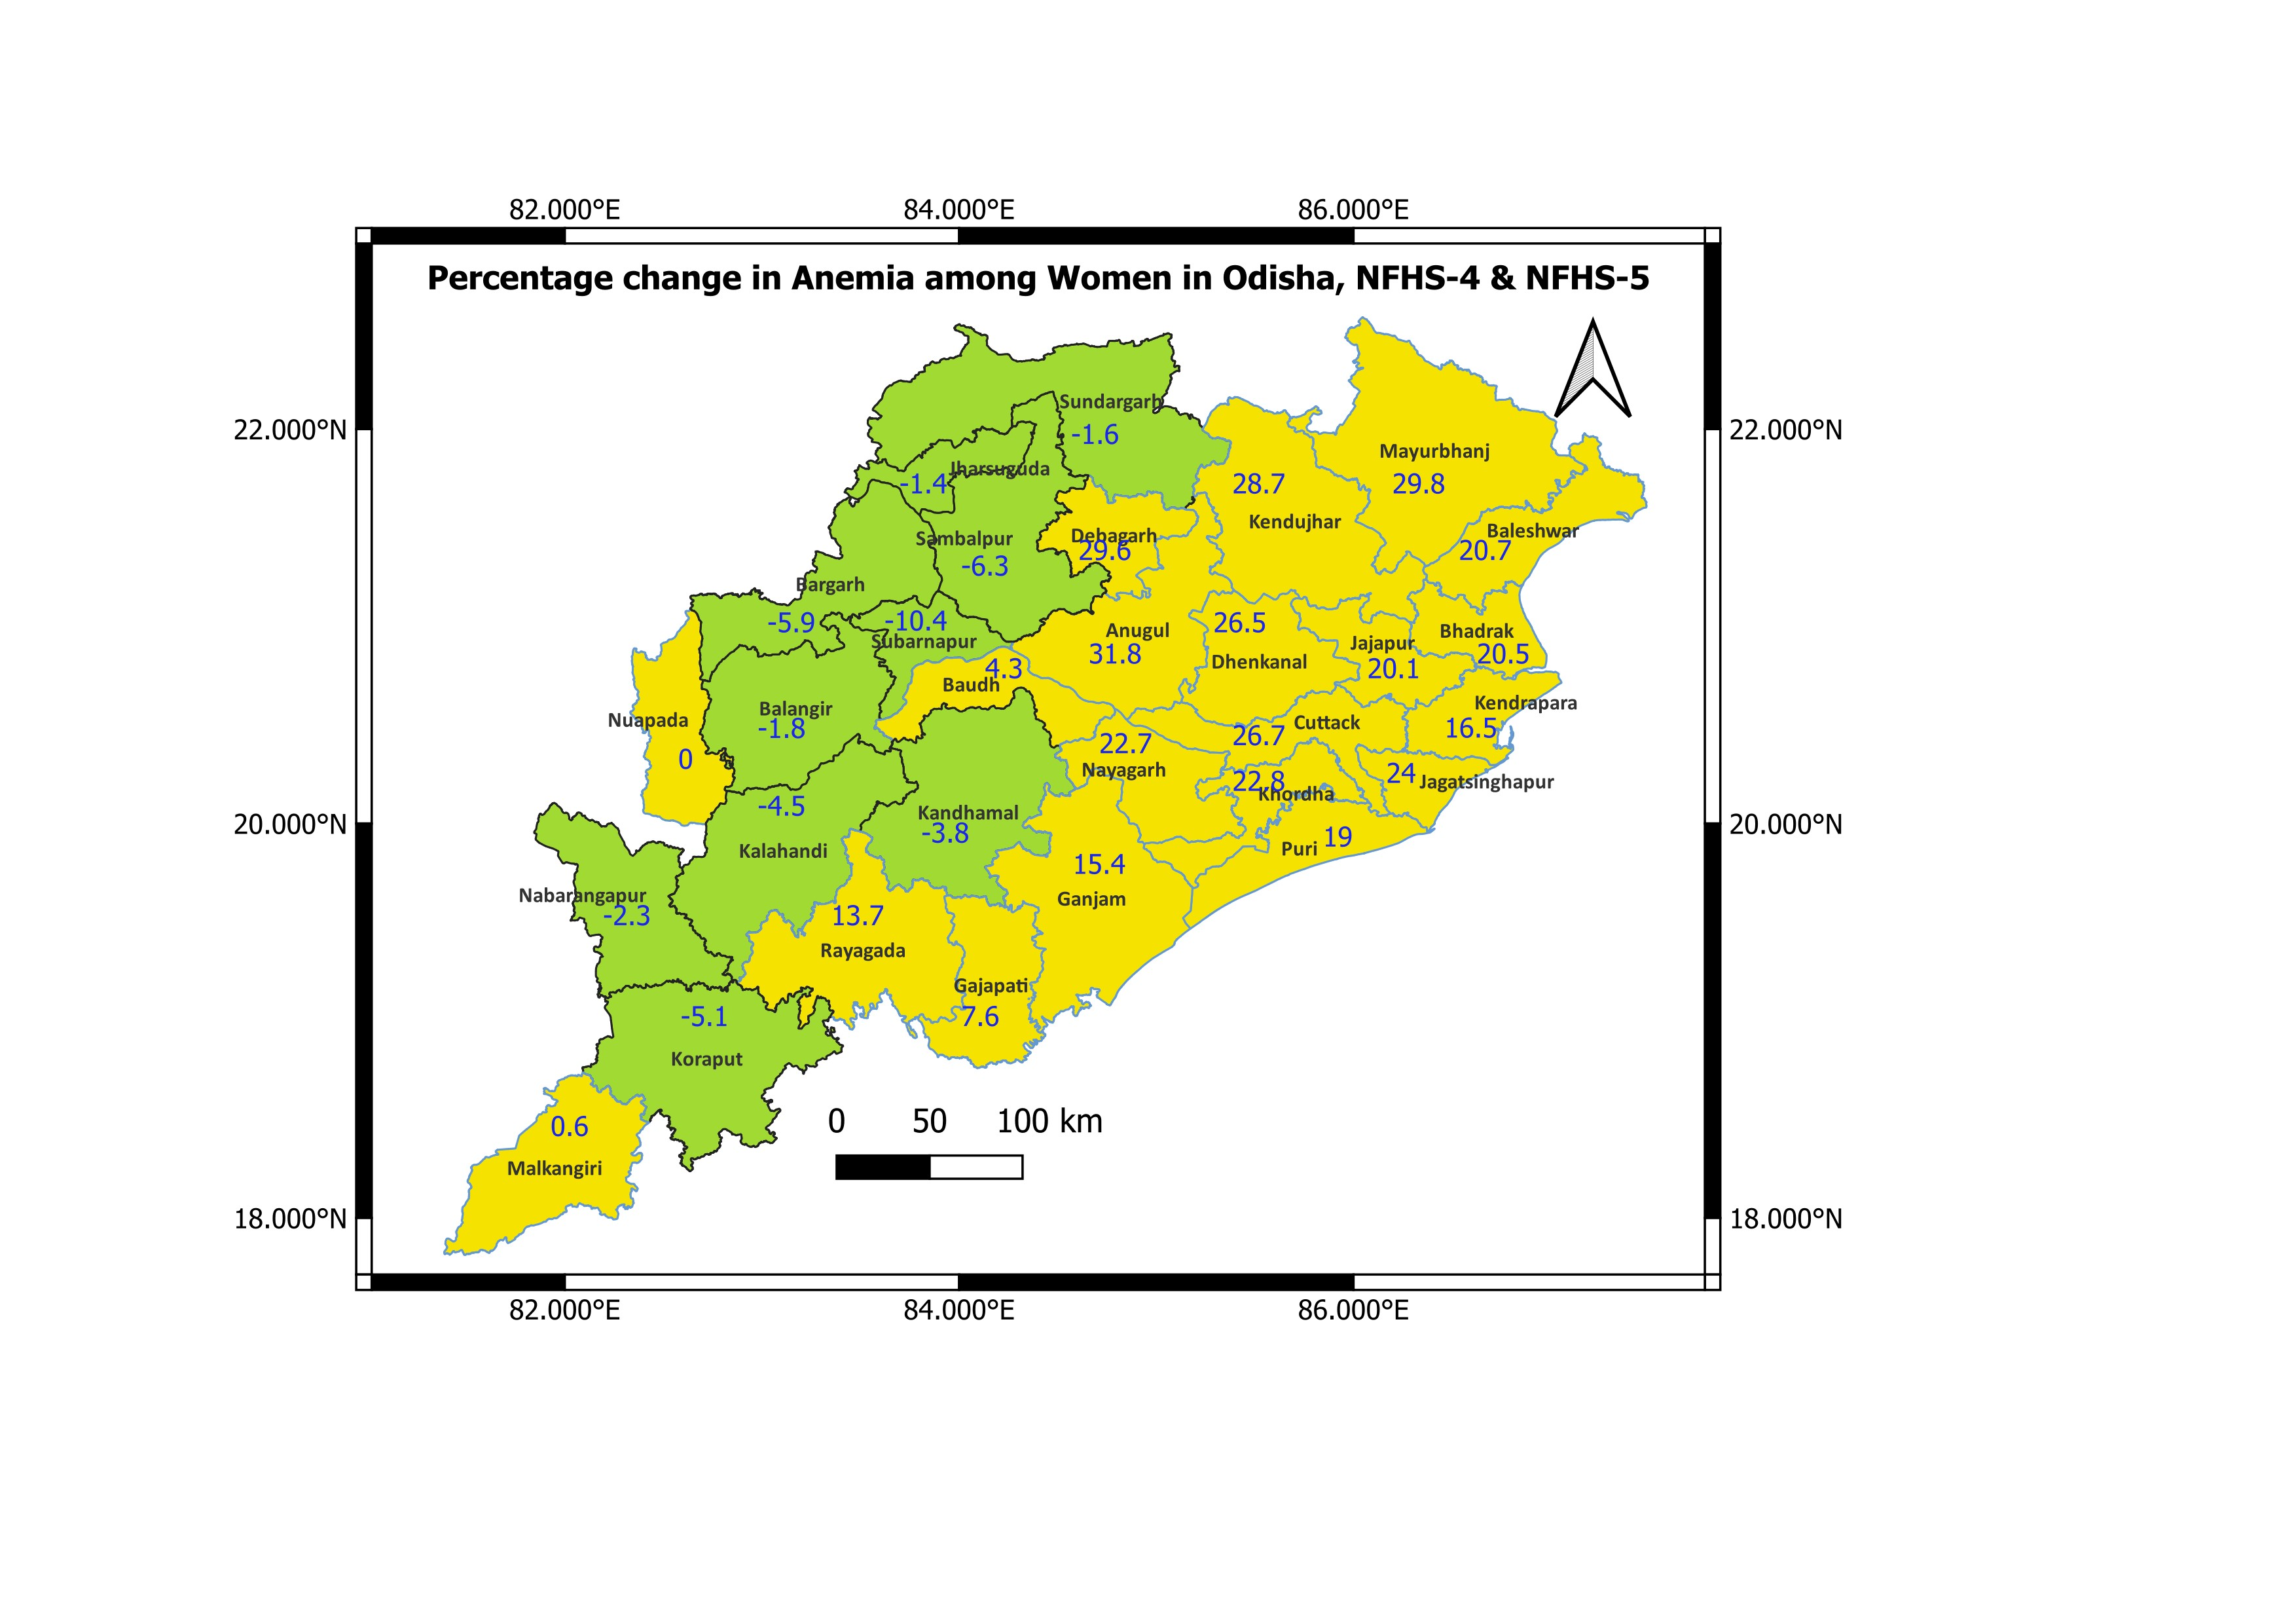 82.000°E 84.000°E 86.000°E
Percentage change in Anemia among Women in Odisha, NFHS-4 & NFHS-5
Sundargarh
22.000°N
22.000°N
-1.6
Mayurbhanj
29.8
Jharsuguda
-1.4
28.7
Kendujhar
Baleshwar
20.7
Debagarh
29.6
Sambalpur
-6.3
Bargarh
-5.9
-10.4
Subarnapur
26.5
Dhenkanal
Anugul
31.8
Jajapur
20.1
Bhadrak
20.5
4.3
Baudh
Balangir
-1.8
Nuapada
0
Kendrapara
16.5
Cuttack
26.7
22.7
Nayagarh
22.8
Khordha
24
Jagatsinghapur
-4.5
Kalahandi
Kandhamal
-3.8
20.000°N
20.000°N
19
Puri
15.4
Ganjam
Nabarangapur
-2.3
13.7
Rayagada
Gajapati
7.6
-5.1
Koraput
0.6
Malkangiri
0 50 100 km
18.000°N
18.000°N
82.000°E 84.000°E 86.000°E